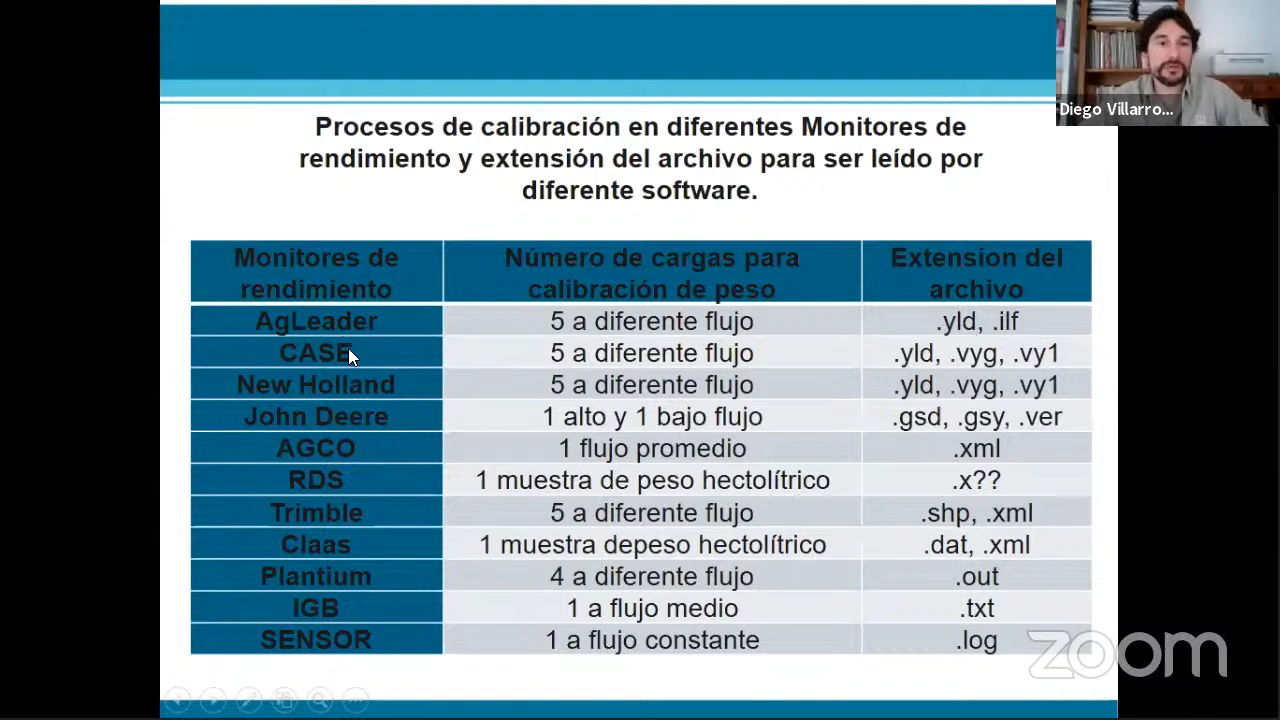 Procesos de calibración en diferentes Monitores de
rendimiento y extensión del archivo para ser leído por
diferente software.
Diego Villarro...
Monitores de rendimiento Número de cargas para calibración de peso Extension del archivo
AgLeader 5 a diferente flujo .yld, .ilf
CASE 5 a diferente flujo .yld, .vyg, .vy1
New Holland 5 a diferente flujo .yld, .vyg, .vy1
John Deere 1 alto y 1 bajo flujo .gsd, .gsy, .ver
AGCO 1 flujo promedio .xml
RDS 1 muestra de peso hectolítrico .x??
Trimble 5 a diferente flujo .shp, .xml
Claas 1 muestra depeso hectolítrico .dat, .xml
Plantium 4 a diferente flujo .out
IGB 1 a flujo medio .txt
SENSOR 1 a flujo constante .log
zoom